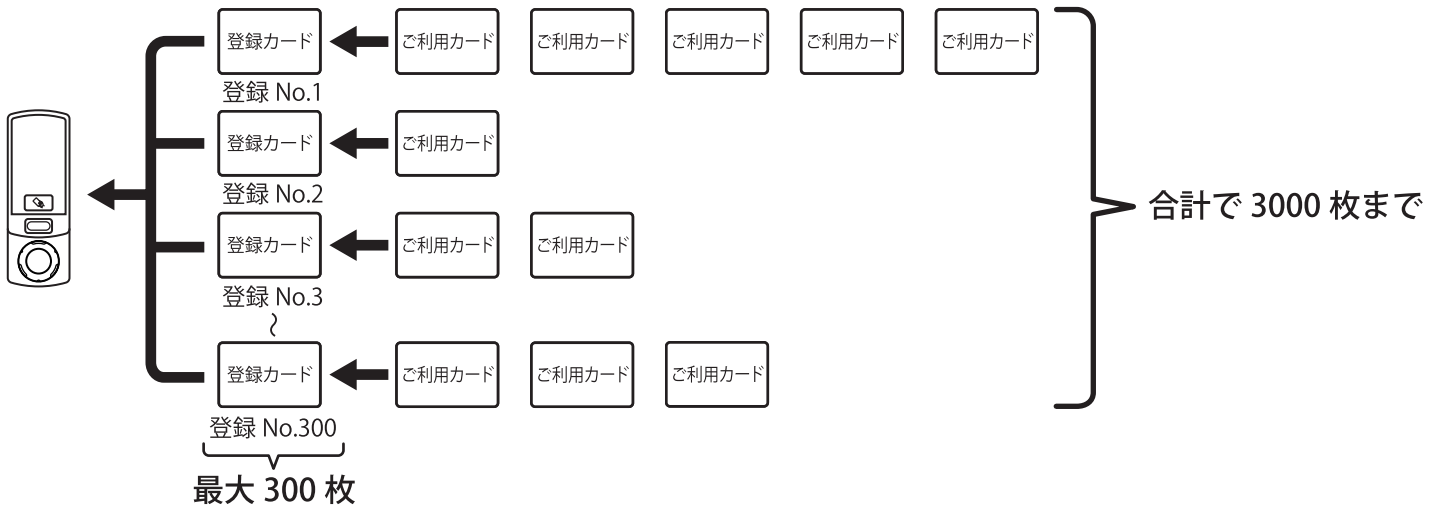 登録カード ご利用カード ご利用カード ご利用カード ご利用カード ご利用カード
登録 No.1
登録カード ご利用カード
登録 No.2
合計で 3000 枚まで
登録カード ご利用カード ご利用カード
登録 No.3
～
登録カード ご利用カード ご利用カード ご利用カード
登録 No.300
最大 300 枚